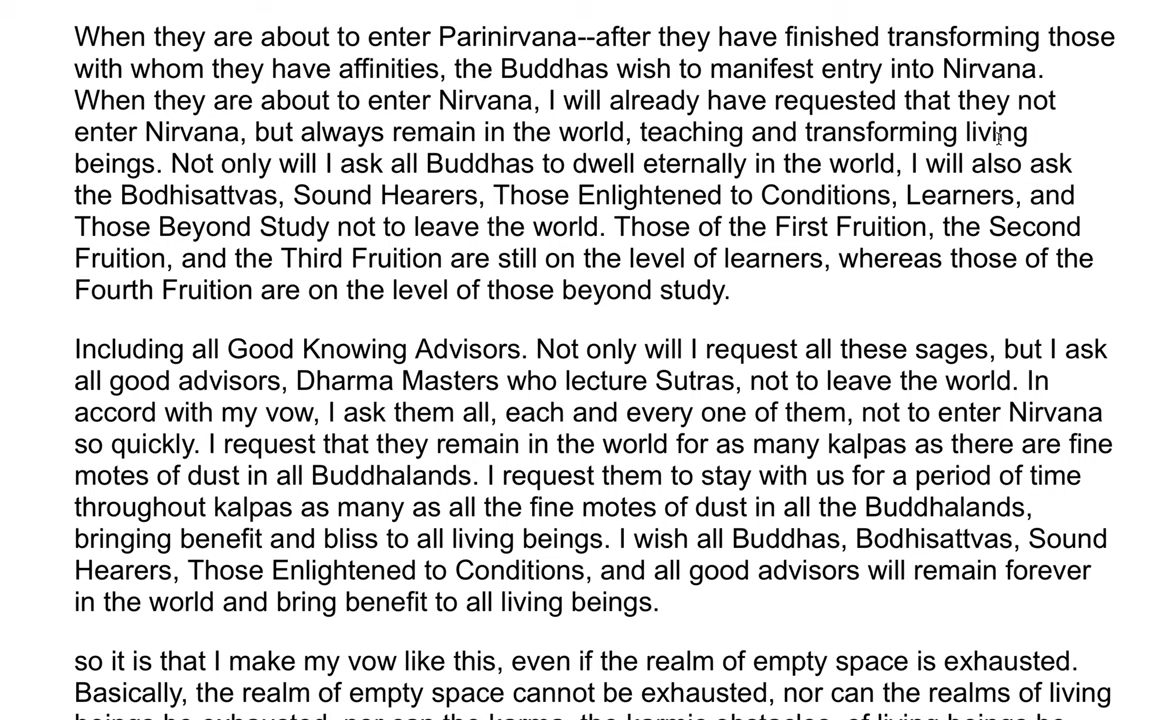 When they are about to enter Parinirvana--after they have finished transforming those
with whom they have affinities, the Buddhas wish to manifest entry into Nirvana.
When they are about to enter Nirvana, I will already have requested that they not
enter Nirvana, but always remain in the world, teaching and transforming living
beings. Not only will I ask all Buddhas to dwell eternally in the world, I will also ask
the Bodhisattvas, Sound Hearers, Those Enlightened to Conditions, Learners, and
Those Beyond Study not to leave the world. Those of the First Fruition, the Second
Fruition, and the Third Fruition are still on the level of learners, whereas those of the
Fourth Fruition are on the level of those beyond study.
Including all Good Knowing Advisors. Not only will I request all these sages, but I ask
all good advisors, Dharma Masters who lecture Sutras, not to leave the world. In
accord with my vow, I ask them all, each and every one of them, not to enter Nirvana
so quickly. I request that they remain in the world for as many kalpas as there are fine
motes of dust in all Buddhalands. I request them to stay with us for a period of time
throughout kalpas as many as all the fine motes of dust in all the Buddhalands,
bringing benefit and bliss to all living beings. I wish all Buddhas, Bodhisattvas, Sound
Hearers, Those Enlightened to Conditions, and all good advisors will remain forever
in the world and bring benefit to all living beings.
so it is that I make my vow like this, even if the realm of empty space is exhausted.
Basically, the realm of empty space cannot be exhausted, nor can the realms of living
beings be exhausted, nor can the karma, the karmic obstacles, of living beings be